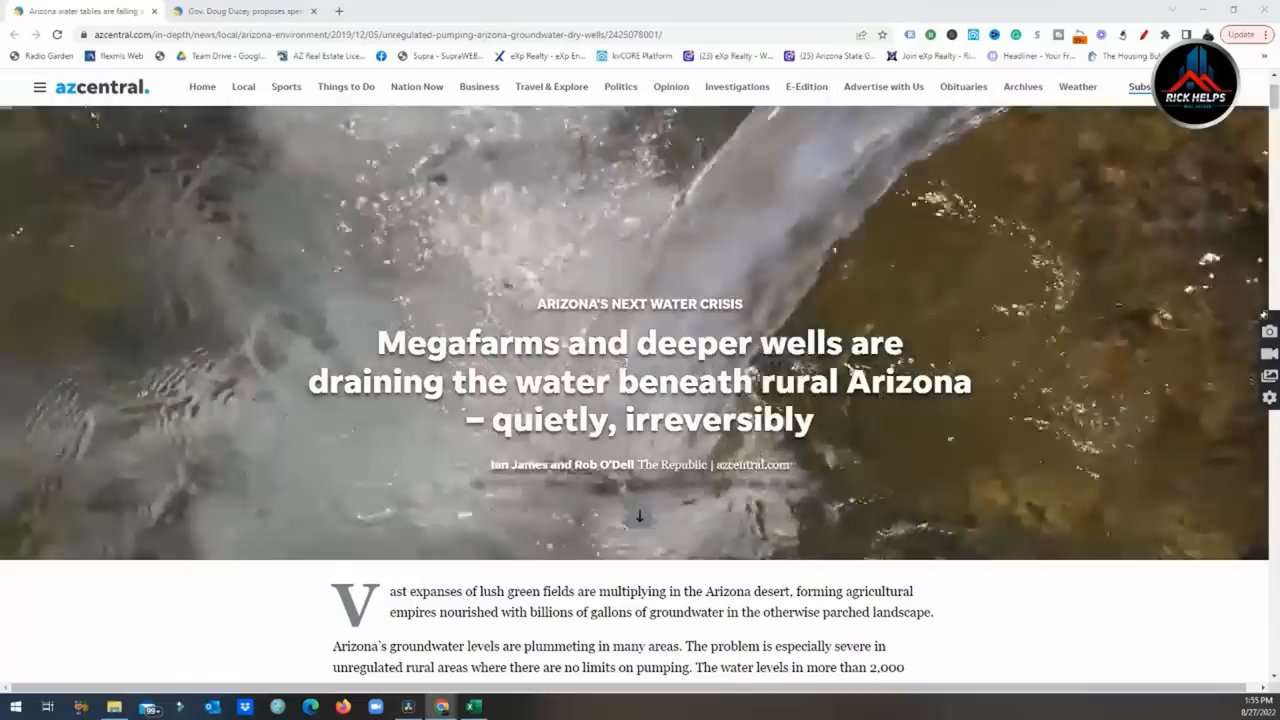 Arizona water tables are falling a
Gov. Doug Ducey proposes spen
azcentral.com/in-depth/news/local/arizona-environment/2019/12/05/unregulated-pumping-arizona-groundwater-dry-wells/2425078001/
Update
Radio Garden
flexmls Web
Team Drive - Googl...
AZ Real Estate Lice...
Supra - SupraWEB...
eXp Realty - eXp En...
kvCORE Platform
(23) eXp Realty - W...
(25) Arizona State G...
Join eXp Realty - ri...
Headliner - Your Fr...
The Housing Bu
azcentral.
Home
Local
Sports
Things to Do
Nation Now
Business
Travel & Explore
Politics
Opinion
Investigations
E-Edition
Advertise with Us
Obituaries
Archives
Weather
Subs
RICK HELPS
REAL ESTATE
ARIZONA'S NEXT WATER CRISIS
Megafarms and deeper wells are
draining the water beneath rural Arizona
– quietly, irreversibly
Ian James and Rob O'Dell The Republic | azcentral.com
Vast expanses of lush green fields are multiplying in the Arizona desert, forming agricultural
empires nourished with billions of gallons of groundwater in the otherwise parched landscape.
Arizona's groundwater levels are plummeting in many areas. The problem is especially severe in
unregulated rural areas where there are no limits on pumping. The water levels in more than 2,000
99+
1:55 PM
8/27/2022